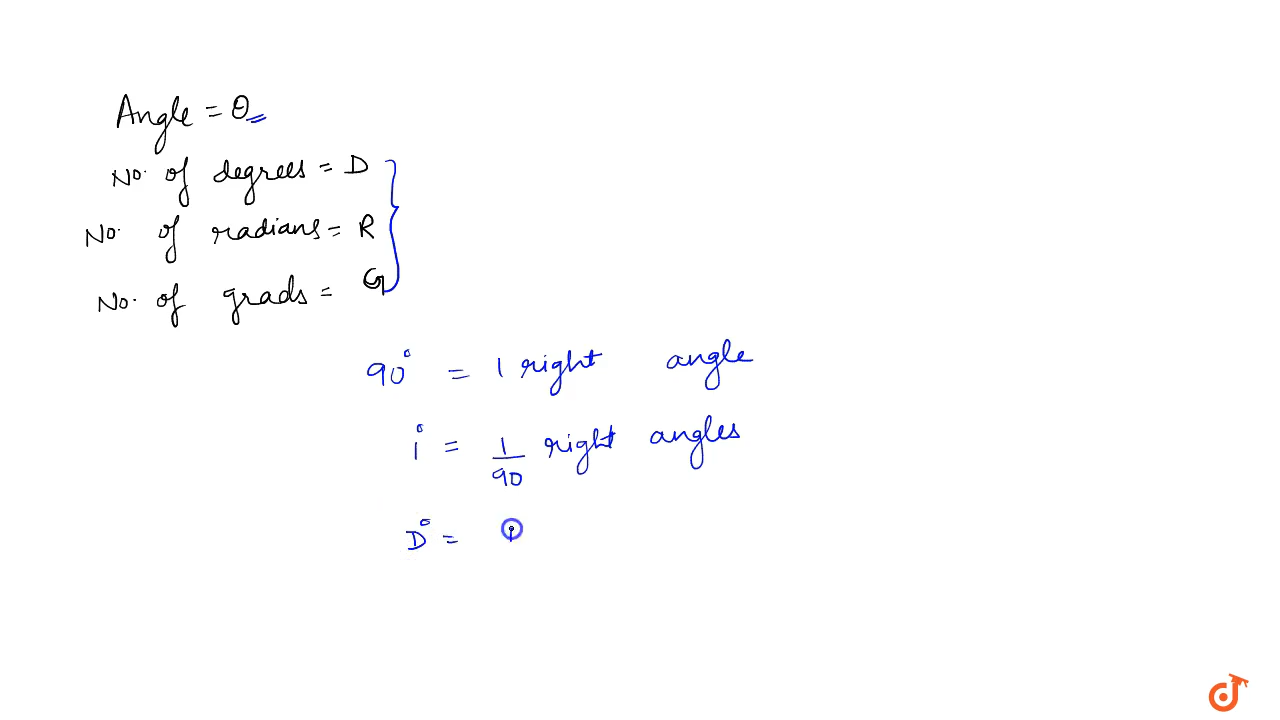 Angle = θ
No. of degrees = D
No. of radians = R
No. of grads = G
90° = 1 right angle
1° = 1/90 right angles
D° =